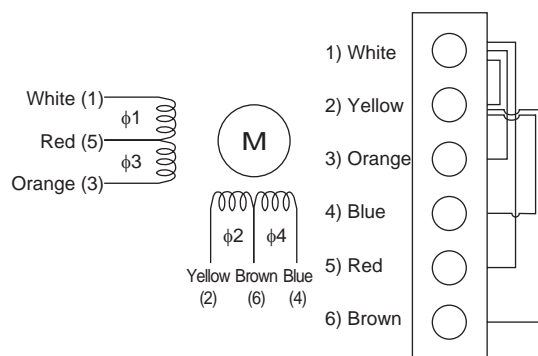 White (1)
ϕ1
Red (5)
ϕ3
Orange (3)
M
ϕ2
ϕ4
Yellow Brown Blue
(2) (6) (4)
1) White
2) Yellow
3) Orange
4) Blue
5) Red
6) Brown